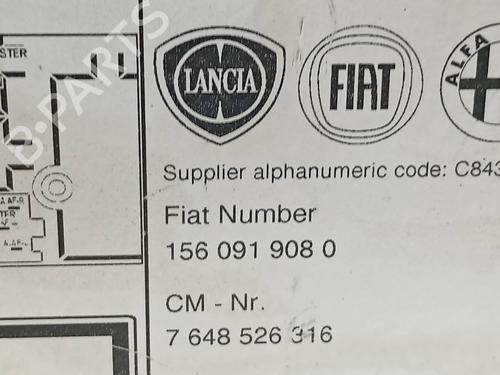 B-PARTS
LANCIA
FIAT
ALFA
Supplier alphanumeric code: C843
Fiat Number
156 091 908 0
CM - Nr.
7 648 526 316